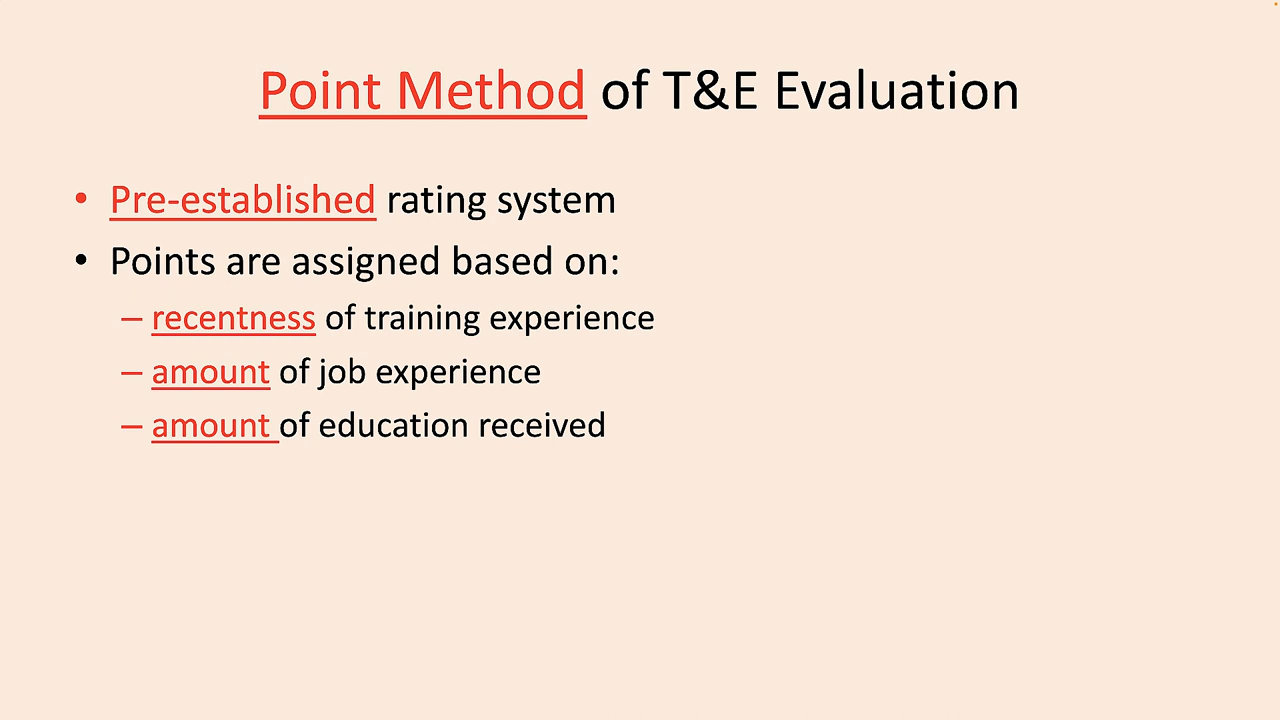 Point Method of T&E Evaluation
• Pre-established rating system
• Points are assigned based on:
– recentness of training experience
– amount of job experience
– amount of education received